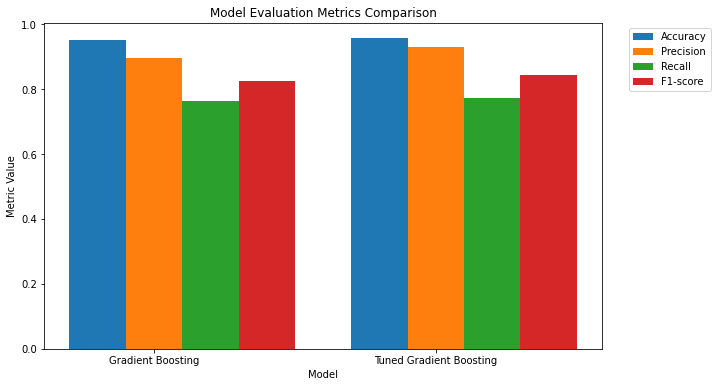 Model Evaluation Metrics Comparison
1.0
0.8
0.6
0.4
0.2
0.0
Metric Value
Gradient Boosting
Tuned Gradient Boosting
Model
Accuracy
Precision
Recall
F1-score